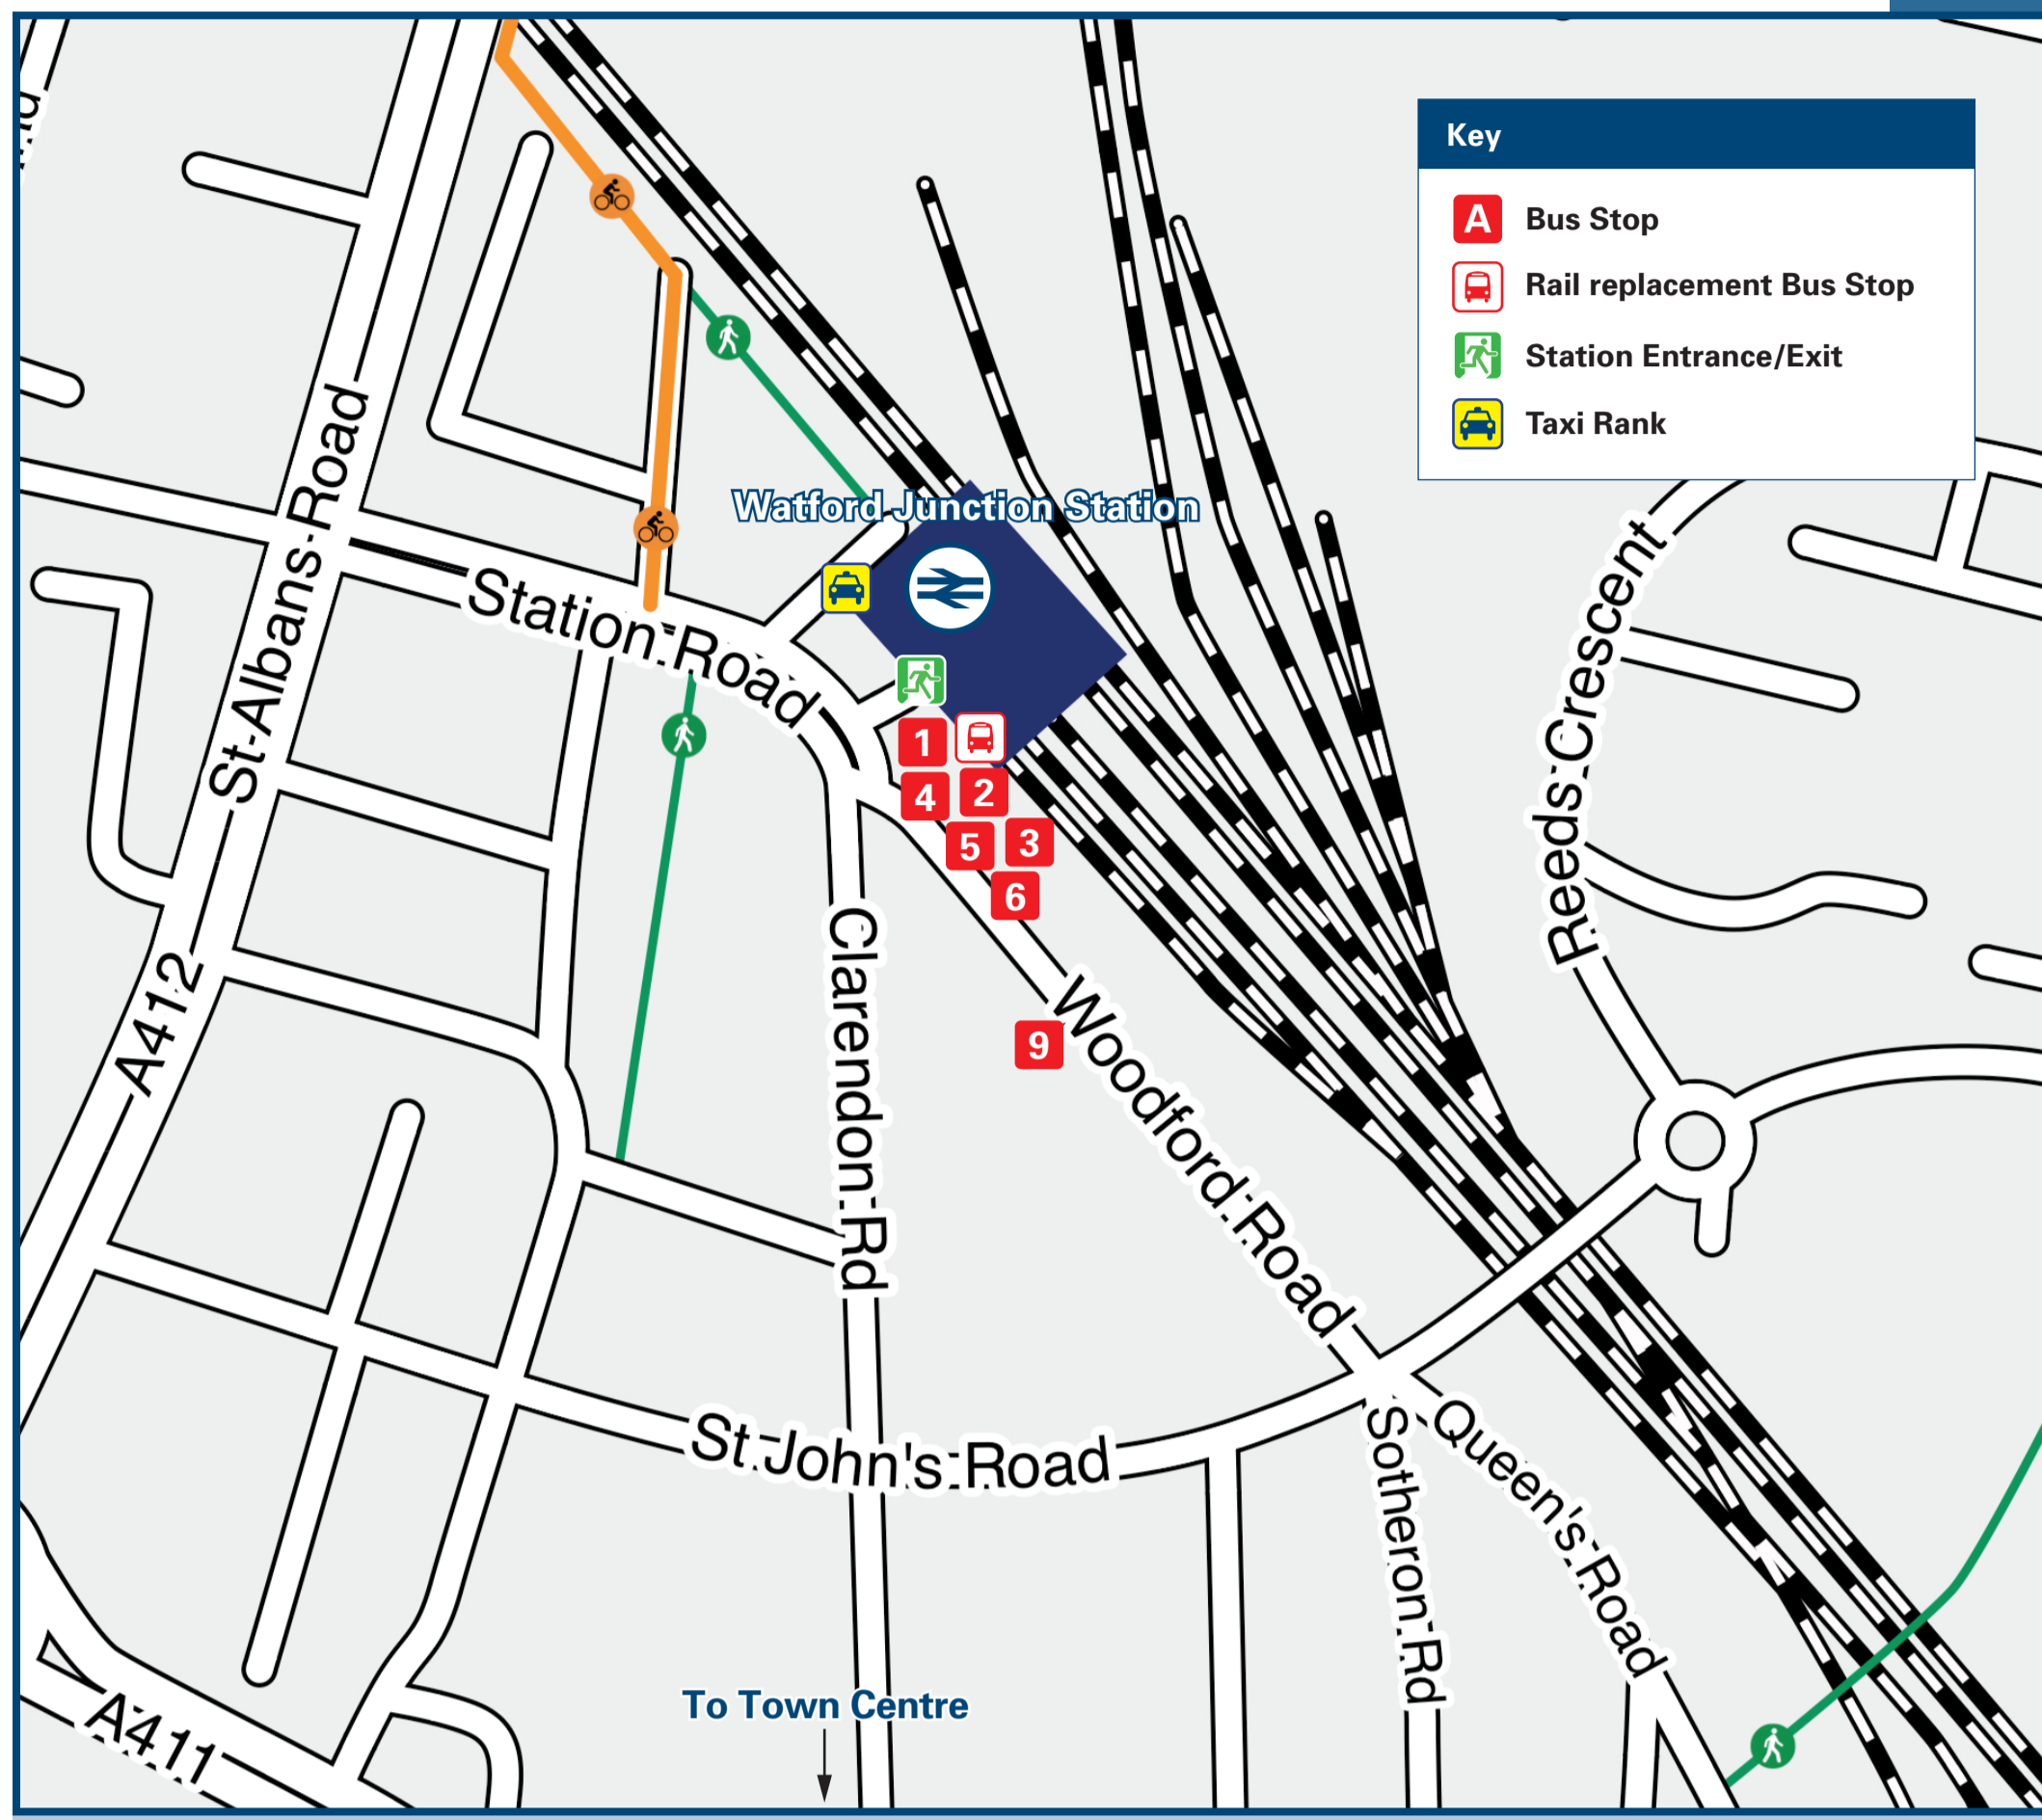 Key
A Bus Stop
Rail replacement Bus Stop
Station Entrance/Exit
Taxi Rank
Watford Junction Station
St Albans Road
Station Road
Reeds Crescent
1
4
2
5
3
6
9
A412
Clarendon Rd
Woodford Road
St John's Road
Sotheron Rd
Queen's Road
To Town Centre
A411